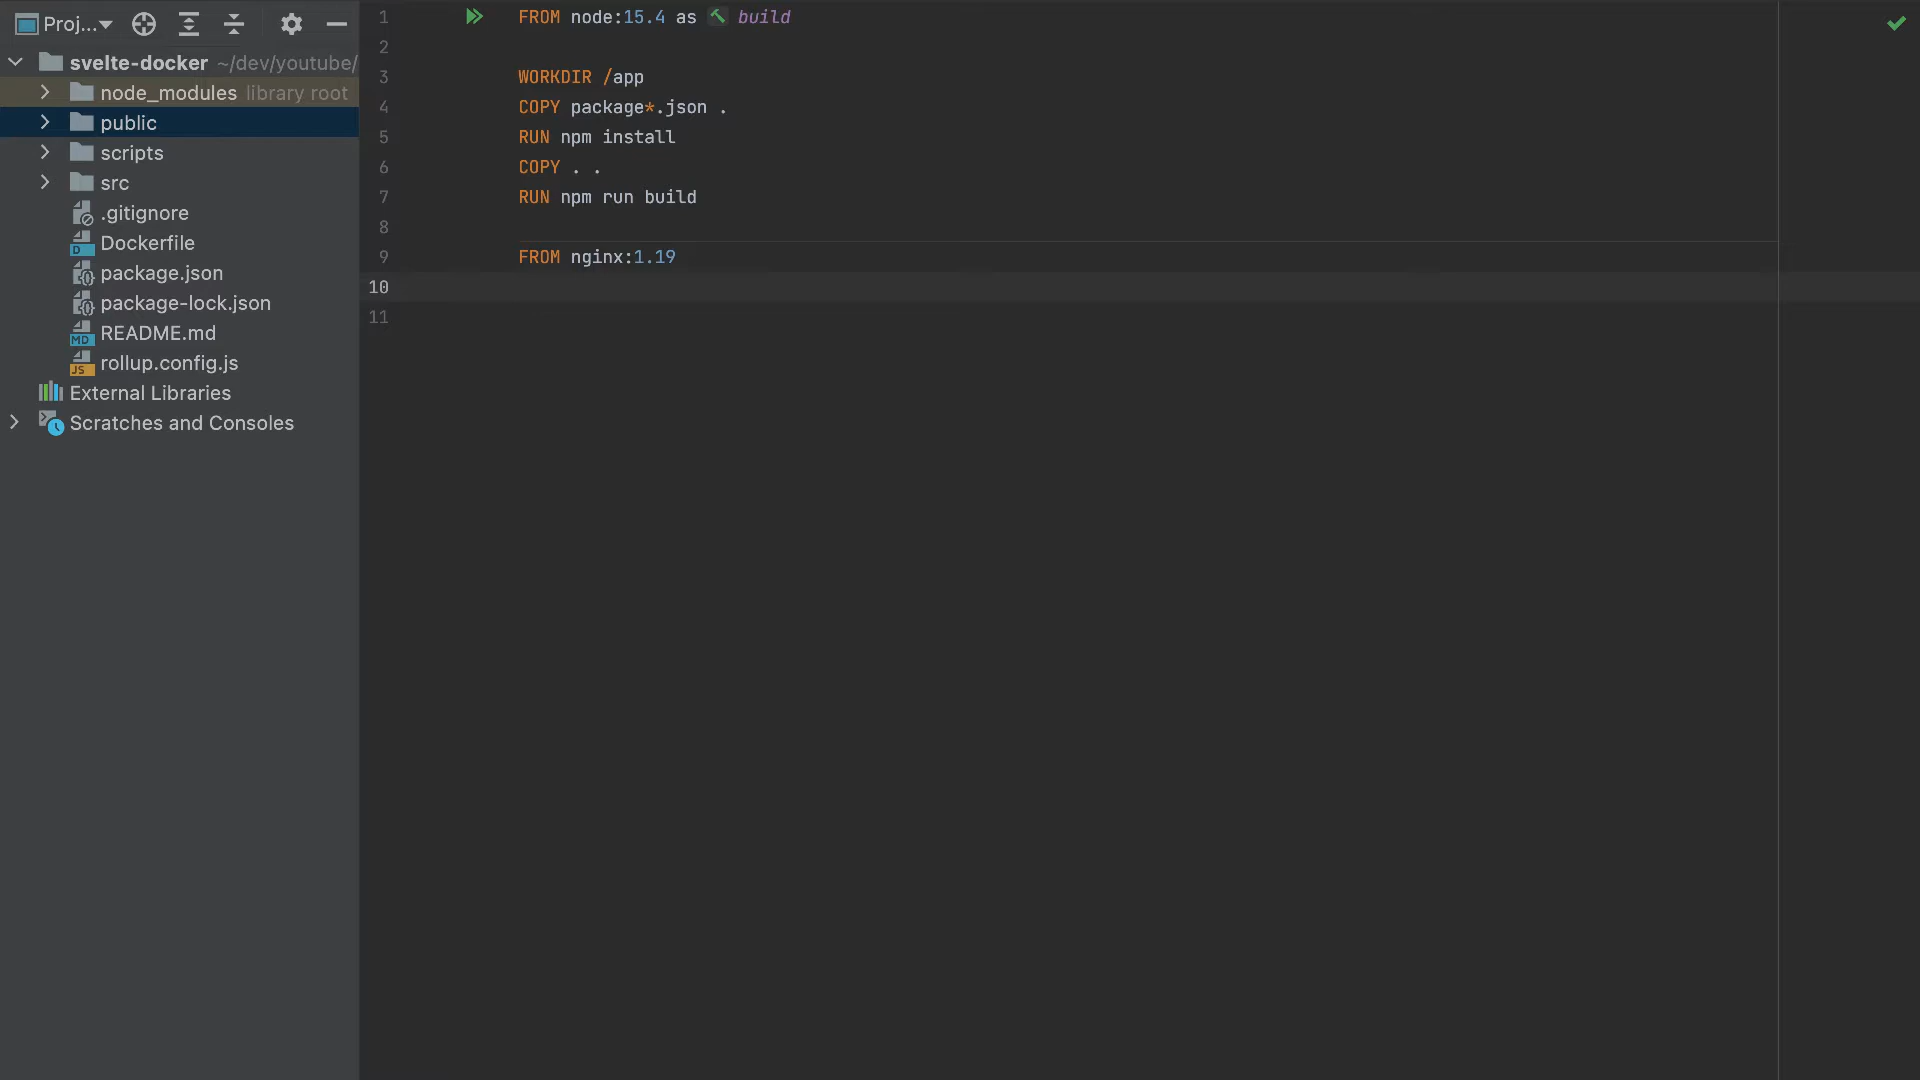 Proj...
svelte-docker ~/dev/youtube/
node_modules library root
public
scripts
src
.gitignore
Dockerfile
package.json
package-lock.json
README.md
rollup.config.js
External Libraries
Scratches and Consoles
1 FROM node:15.4 as build
2
3 WORKDIR /app
4 COPY package*.json .
5 RUN npm install
6 COPY . .
7 RUN npm run build
8
9 FROM nginx:1.19
10
11